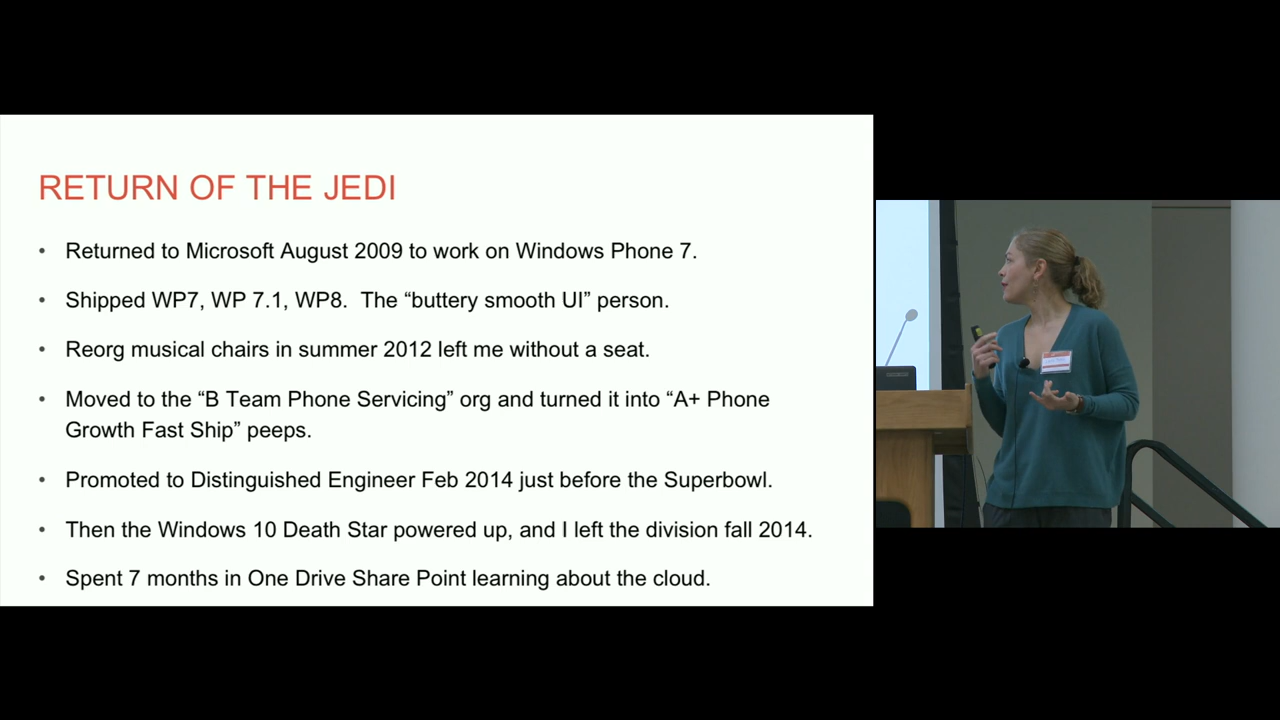 RETURN OF THE JEDI
• Returned to Microsoft August 2009 to work on Windows Phone 7.
• Shipped WP7, WP 7.1, WP8.  The “buttery smooth UI” person.
• Reorg musical chairs in summer 2012 left me without a seat.
• Moved to the “B Team Phone Servicing” org and turned it into “A+ Phone
Growth Fast Ship” peeps.
• Promoted to Distinguished Engineer Feb 2014 just before the Superbowl.
• Then the Windows 10 Death Star powered up, and I left the division fall 2014.
• Spent 7 months in One Drive Share Point learning about the cloud.